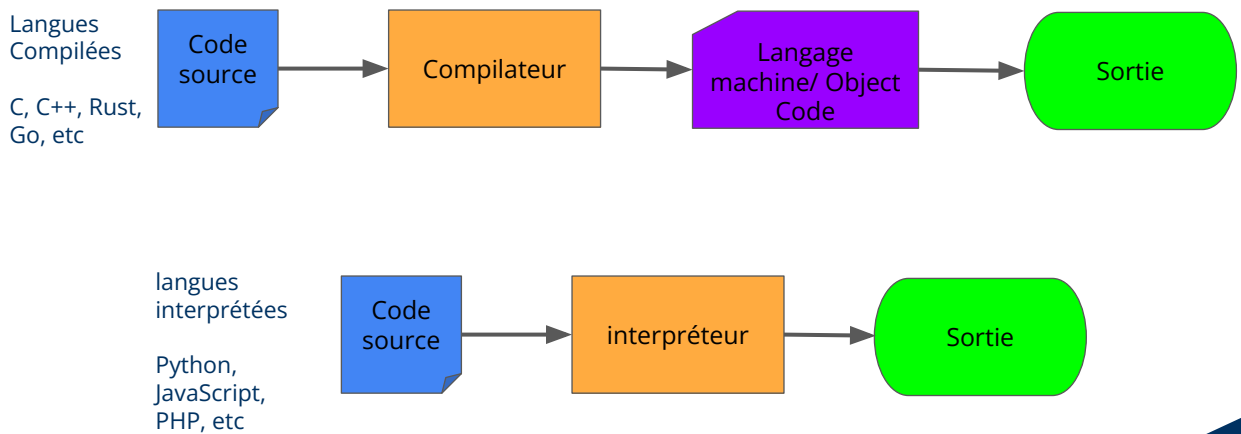 Langues
Compilées
C, C++, Rust,
Go, etc
Code
source
Compilateur
Langage
machine/ Object
Code
Sortie
langues
interprétées
Python,
JavaScript,
PHP, etc
Code
source
interpréteur
Sortie